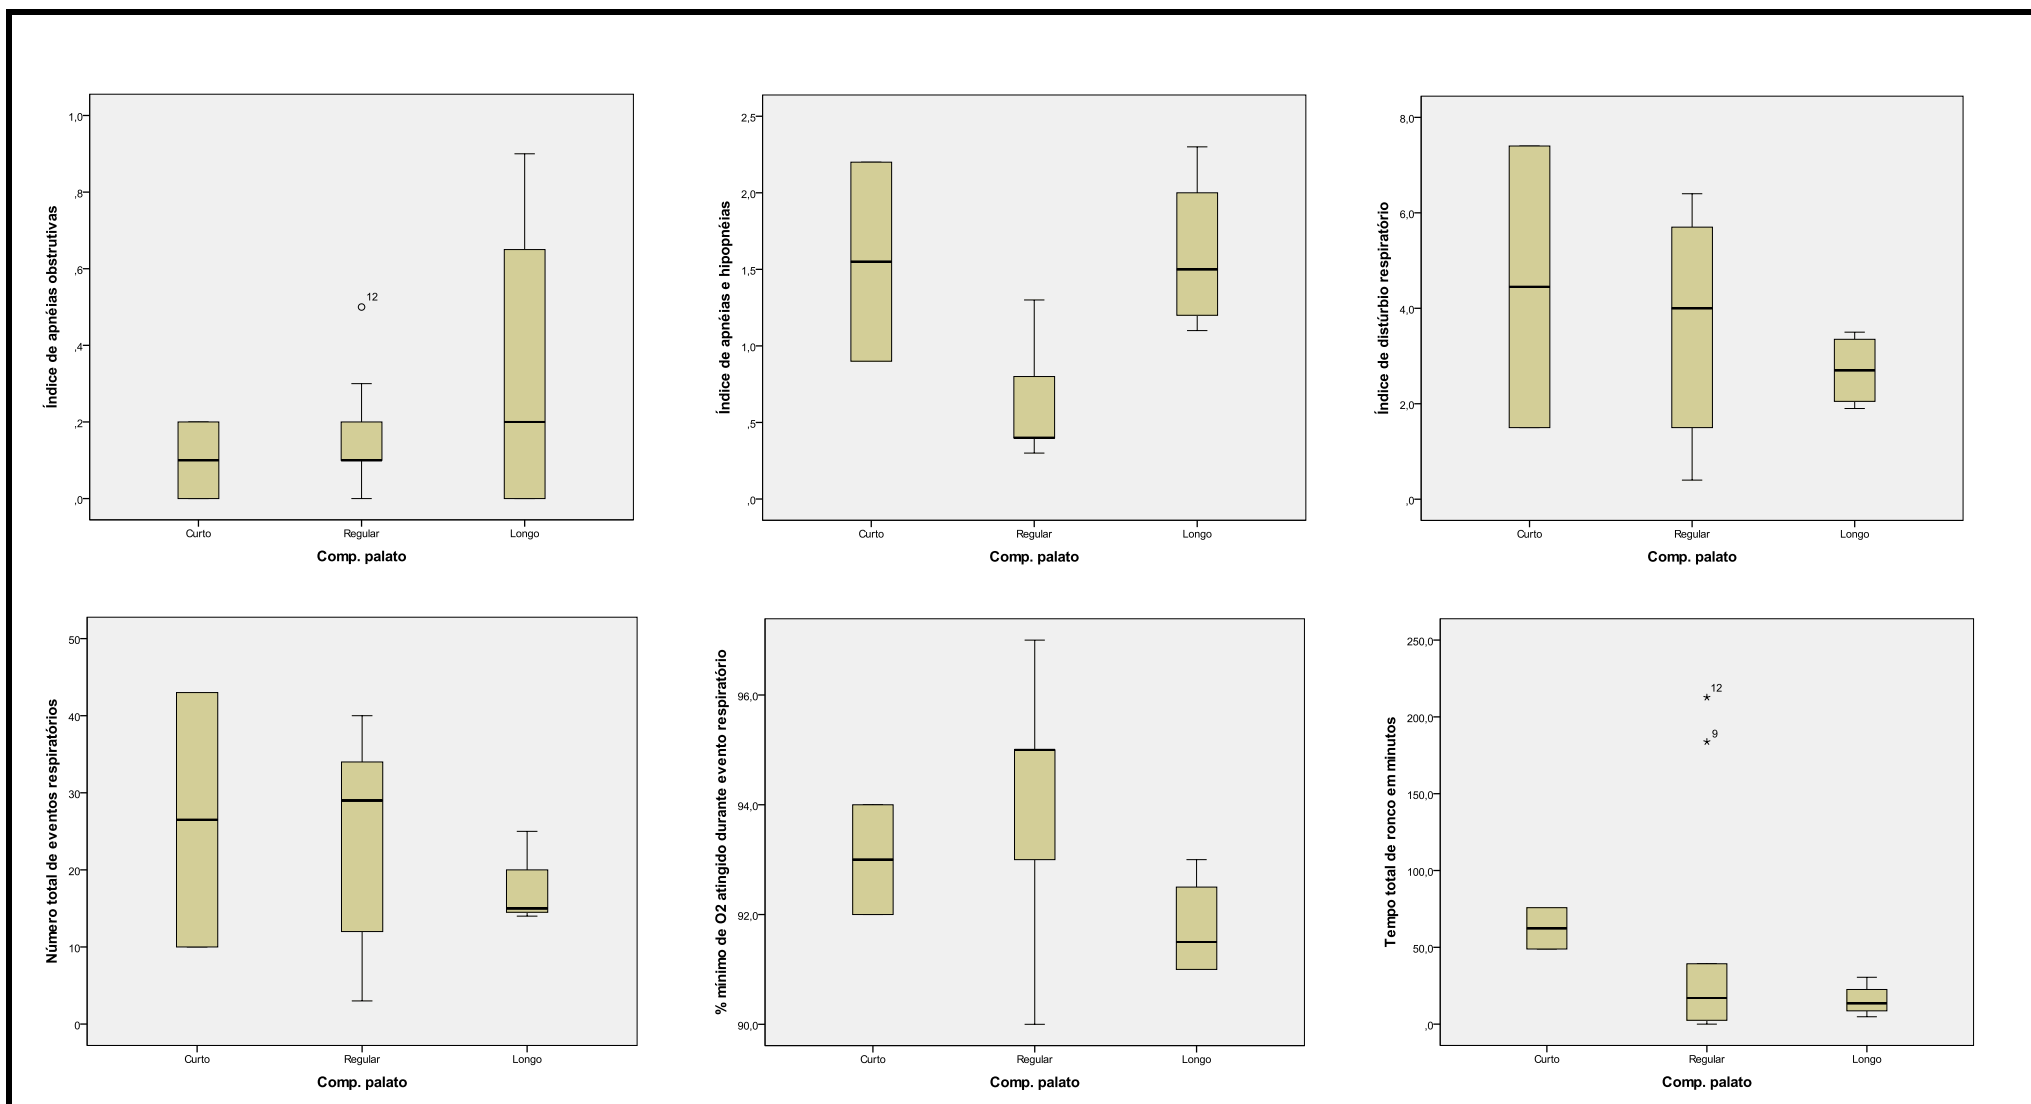 Índice de apnéias obstrutivas
1,0
,8
,6
,4
,2
,0
12
Curto Regular Longo
Comp. palato
Índice de apnéias e hipopnéias
2,5
2,0
1,5
1,0
,5
,0
Curto Regular Longo
Comp. palato
Índice de distúrbio respiratório
8,0
6,0
4,0
2,0
,0
Curto Regular Longo
Comp. palato
Número total de eventos respiratórios
50
40
30
20
10
0
Curto Regular Longo
Comp. palato
% mínimo de O2 atingido durante evento respiratório
96,0
94,0
92,0
90,0
Curto Regular Longo
Comp. palato
Tempo total de ronco em minutos
250,0
200,0
150,0
100,0
50,0
,0
12
9
Curto Regular Longo
Comp. palato